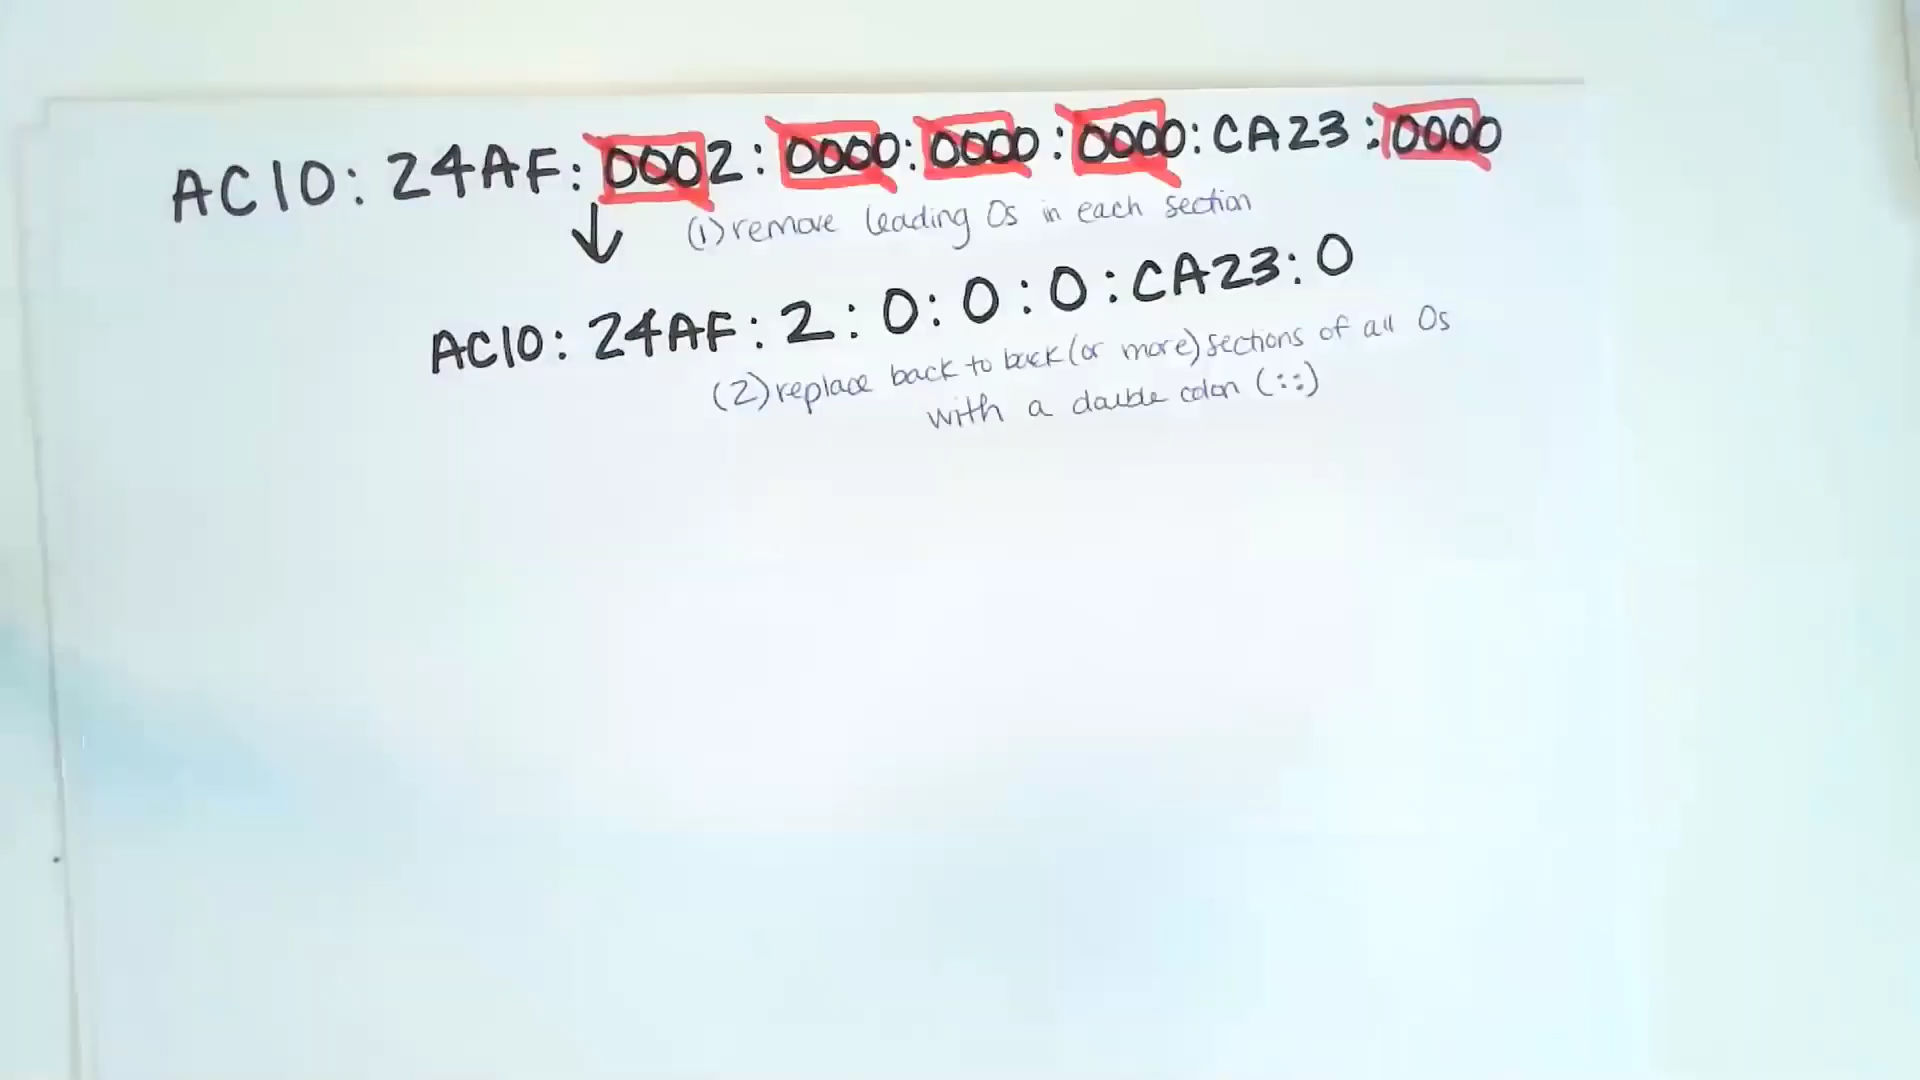 AC10: 24AF: 0002: 0000: 0000: 0000: CA23: 0000
(1) remove leading 0s in each section
AC10: 24AF: 2: 0: 0: 0: CA23: 0
(2) replace back to back (or more) sections of all 0s
with a double colon (::)